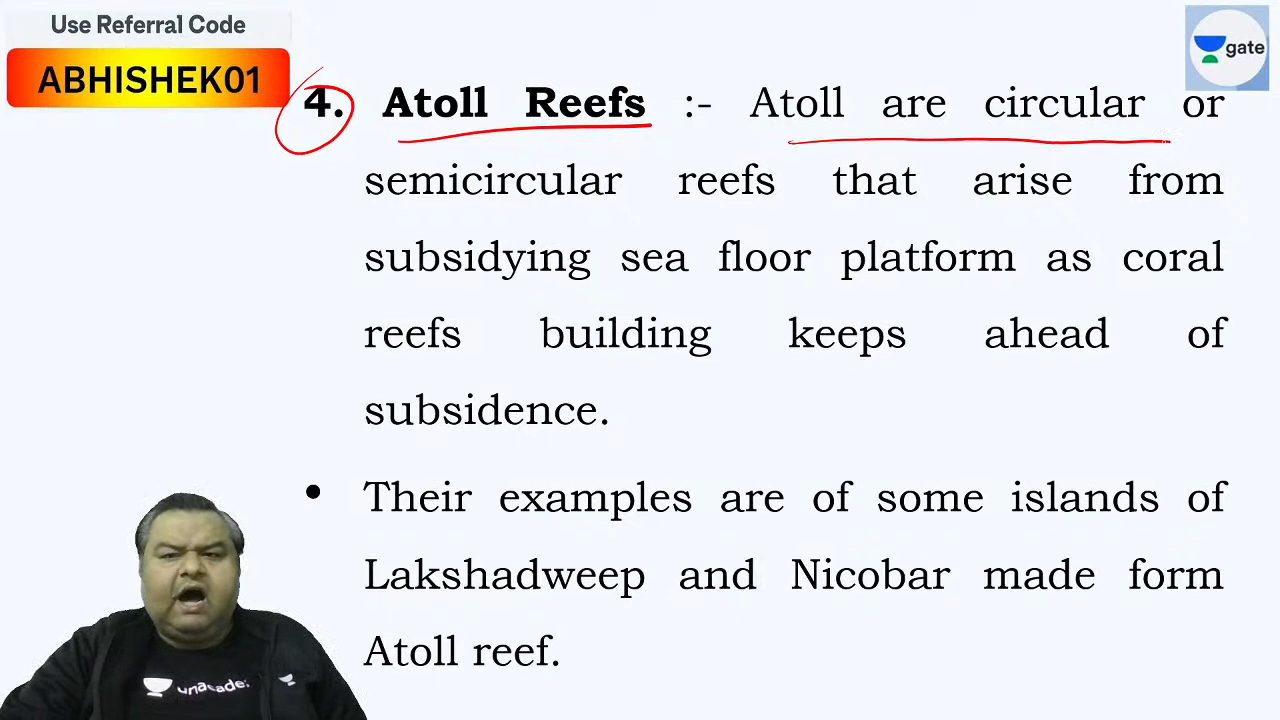 Use Referral Code
ABHISHEK01
gate
4. Atoll Reefs :- Atoll are circular or
semicircular reefs that arise from
subsidying sea floor platform as coral
reefs building keeps ahead of
subsidence.
• Their examples are of some islands of
Lakshadweep and Nicobar made form
Atoll reef.